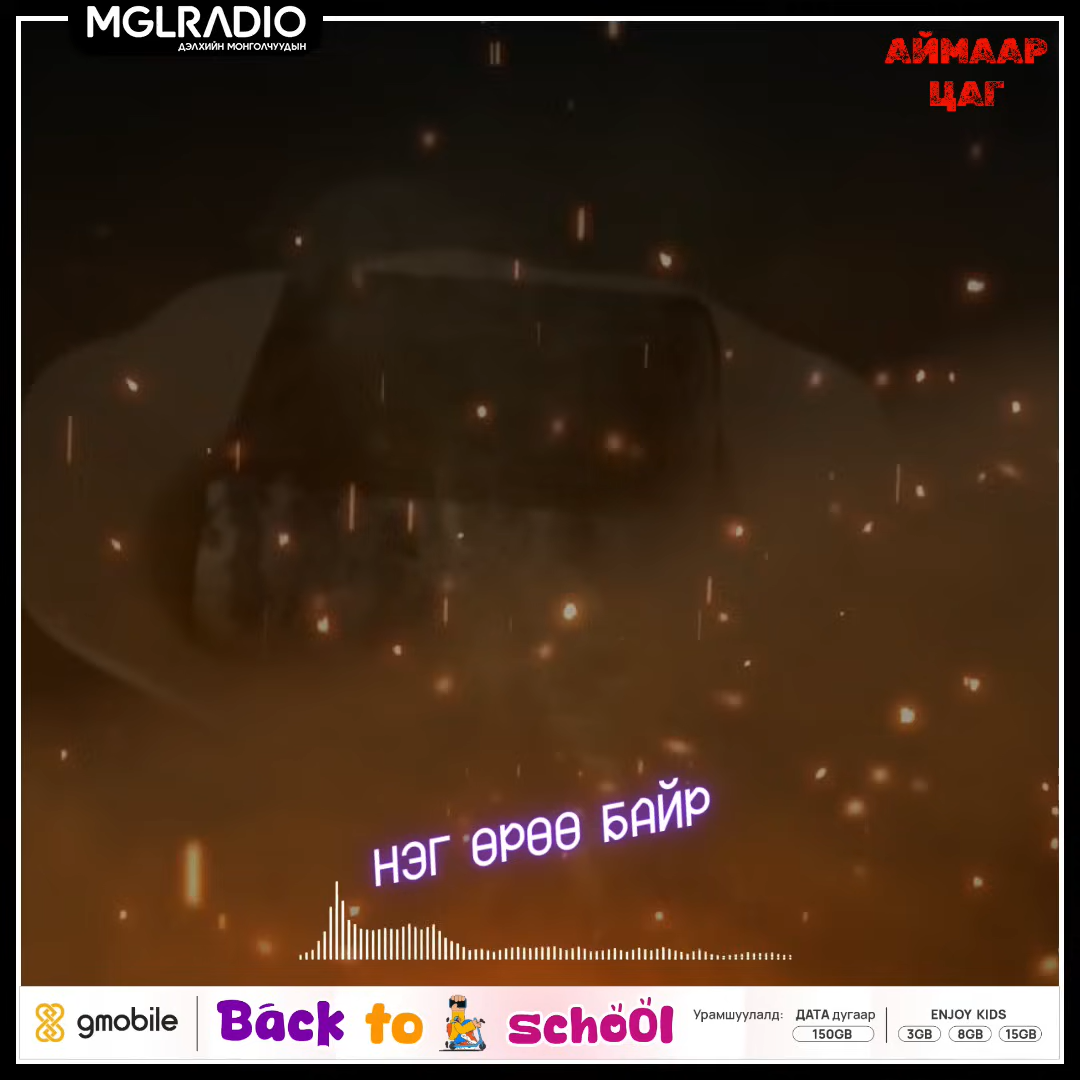 MGLRADIO
ДЭЛХИЙН МОНГОЛЧУУДЫН
АЙМААР
ЦАГ
НЭГ ӨРӨӨ БАЙР
gmobile
Back to school
Урамшуулалд:
ДАТА дугаар
150GB
ENJOY KIDS
3GB 8GB 15GB